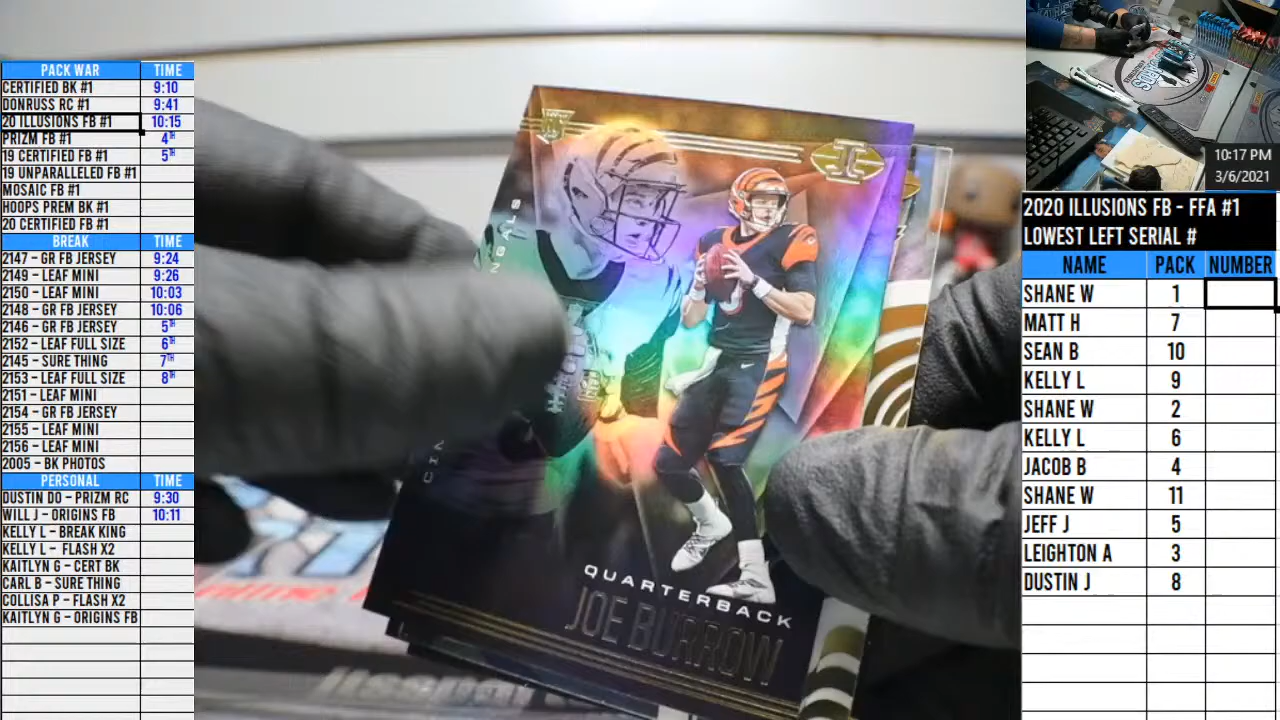 PACK WAR TIME
CERTIFIED BK #1 9:10
DONRUSS RC #1 9:41
20 ILLUSIONS FB #1 10:15
PRIZM FB #1 4TH
19 CERTIFIED FB #1 5TH
19 UNPARALLELED FB #1
MOSAIC FB #1
HOOPS PREM BK #1
20 CERTIFIED FB #1
BREAK TIME
2147 – GR FB JERSEY 9:24
2149 – LEAF MINI 9:26
2150 – LEAF MINI 10:03
2148 – GR FB JERSEY 10:06
2146 – GR FB JERSEY 5TH
2152 – LEAF FULL SIZE 6TH
2145 – SURE THING 7TH
2153 – LEAF FULL SIZE 8TH
2151 – LEAF MINI
2154 – GR FB JERSEY
2155 – LEAF MINI
2156 – LEAF MINI
2005 – BK PHOTOS
PERSONAL TIME
DUSTIN DO – PRIZM RC 9:30
WILL J – ORIGINS FB 10:11
KELLY L – BREAK KING
KELLY L – FLASH X2
KAITLYN G – CERT BK
CARL B – SURE THING
COLLISA P – FLASH X2
KAITLYN G – ORIGINS FB
QUARTERBACK
JOE BURROW
10:17 PM
3/6/2021
2020 ILLUSIONS FB - FFA #1
LOWEST LEFT SERIAL #
NAME PACK NUMBER
SHANE W 1
MATT H 7
SEAN B 10
KELLY L 9
SHANE W 2
KELLY L 6
JACOB B 4
SHANE W 11
JEFF J 5
LEIGHTON A 3
DUSTIN J 8